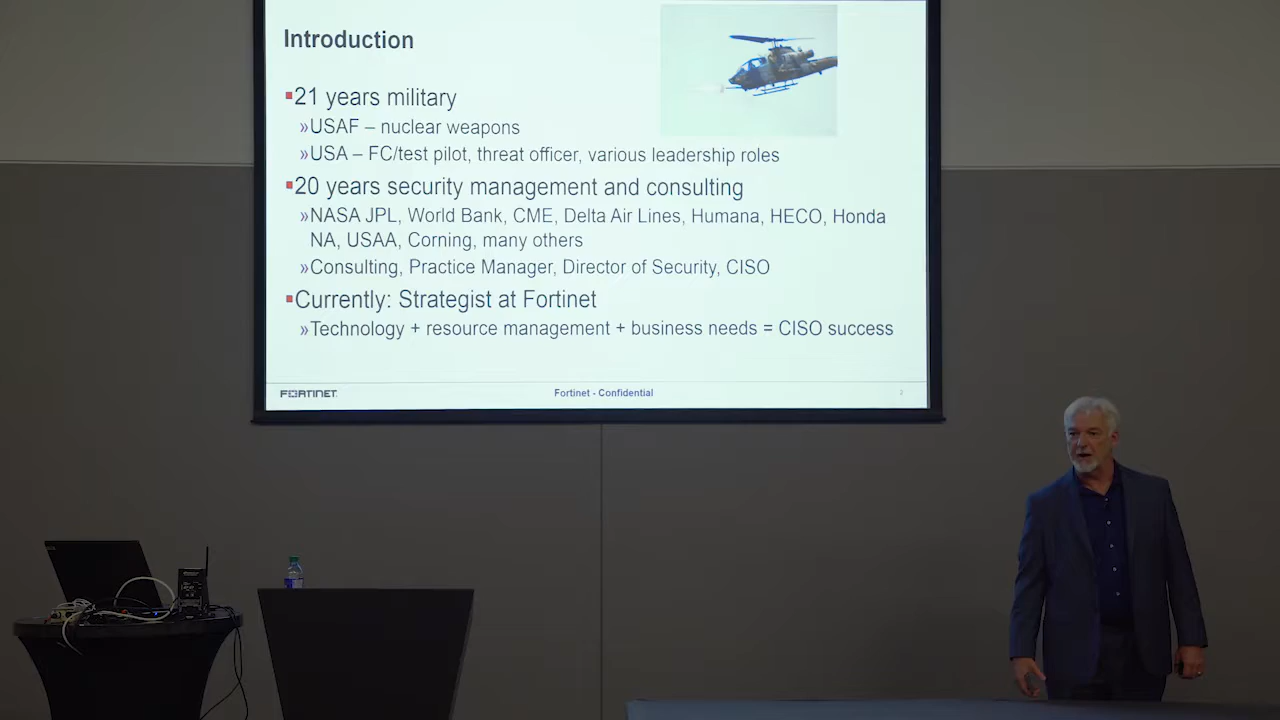 Introduction
▪21 years military
»USAF – nuclear weapons
»USA – FC/test pilot, threat officer, various leadership roles
▪20 years security management and consulting
»NASA JPL, World Bank, CME, Delta Air Lines, Humana, HECO, Honda
NA, USAA, Corning, many others
»Consulting, Practice Manager, Director of Security, CISO
▪Currently: Strategist at Fortinet
»Technology + resource management + business needs = CISO success
FORTINET
Fortinet - Confidential
2